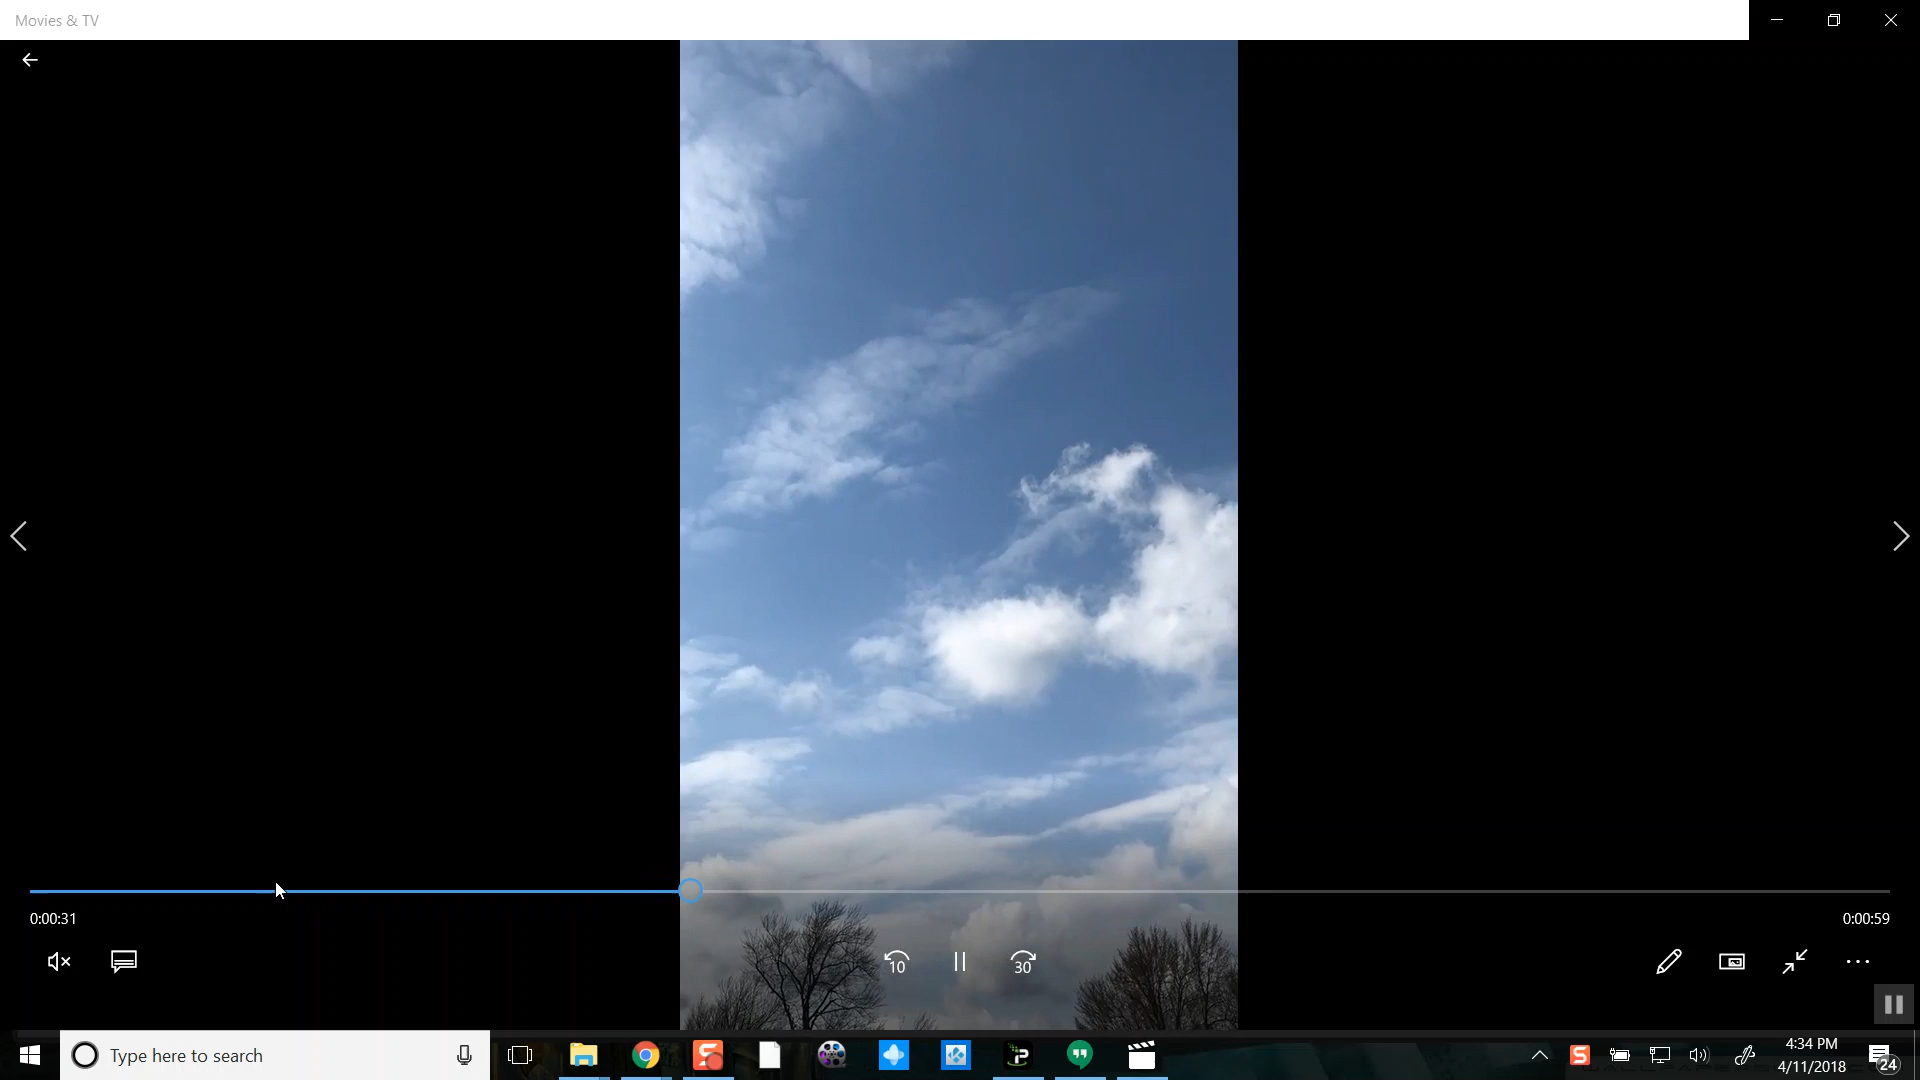 Movies & TV
0:00:31
0:00:59
10
30
Type here to search
4:34 PM
4/11/2018
24